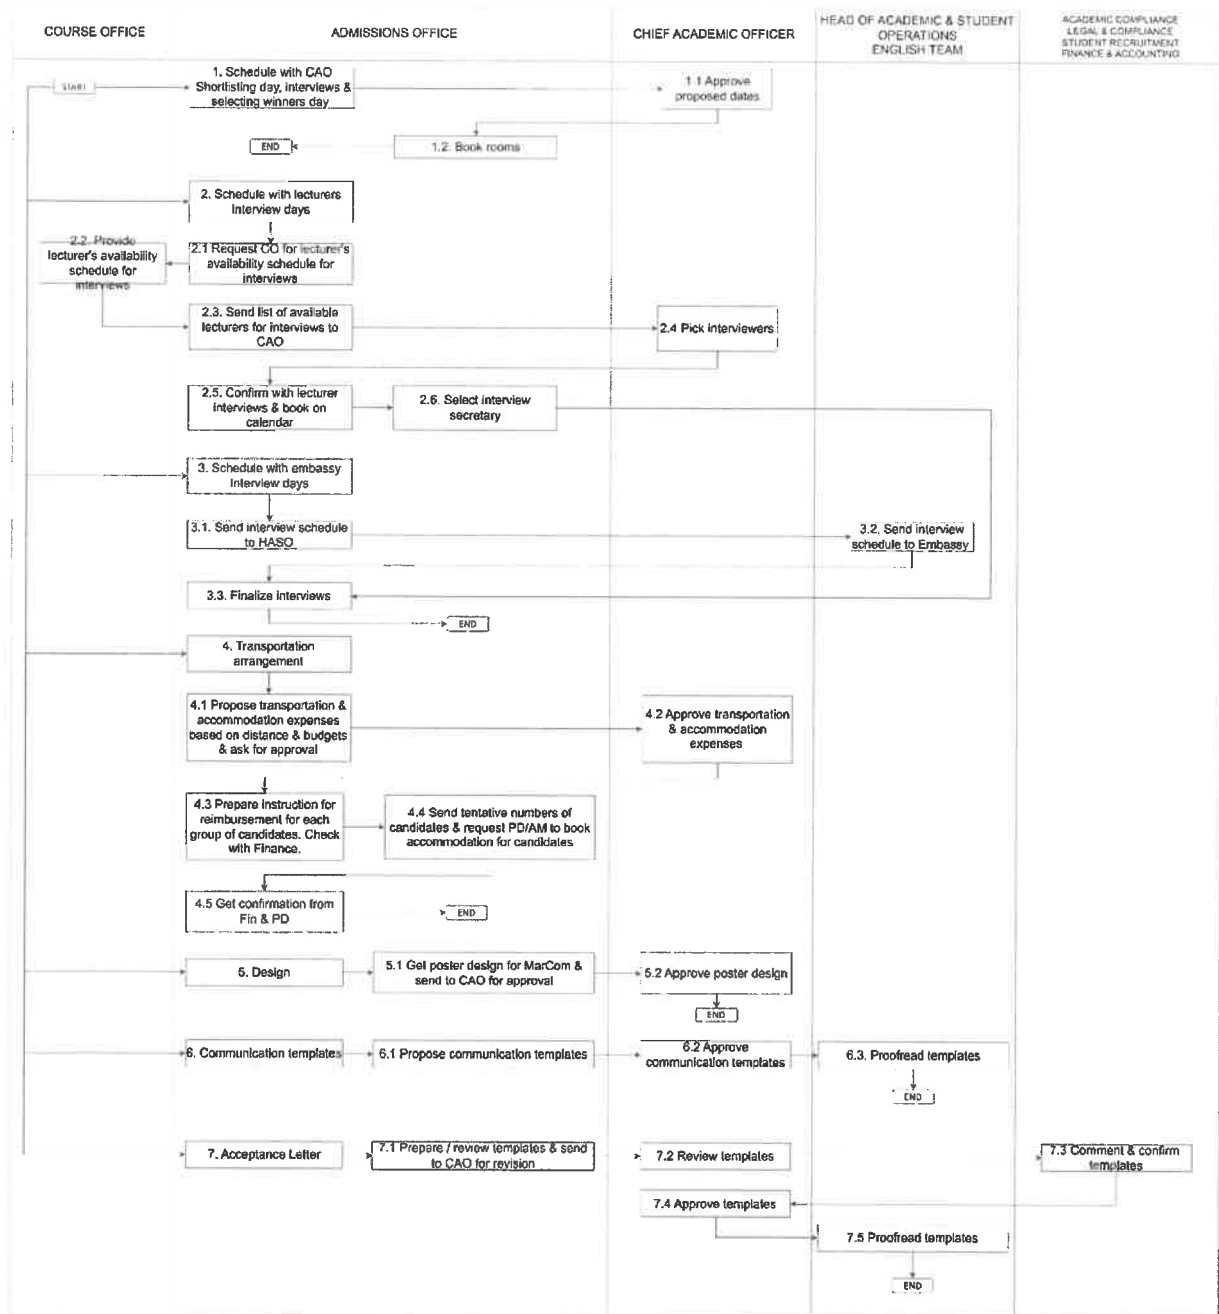 COURSE OFFICE
ADMISSIONS OFFICE
CHIEF ACADEMIC OFFICER
HEAD OF ACADEMIC & STUDENT
OPERATIONS
ENGLISH TEAM
ACADEMIC COMPLIANCE
LEGAL & COMPLIANCE
STUDENT RECRUITMENT
FINANCE & ACCOUNTING
START
1. Schedule with CAO
Shortlisting day, interviews &
selecting winners day
1.1 Approve
proposed dates
END
1.2. Book rooms
2. Schedule with lecturers
Interview days
2.2. Provide
lecturer's availability
schedule for
interviews
2.1 Request CO for lecturer's
availability schedule for
interviews
2.3. Send list of available
lecturers for interviews to
CAO
2.4 Pick interviewers
2.5. Confirm with lecturer
interviews & book on
calendar
2.6. Select interview
secretary
3. Schedule with embassy
Interview days
3.1. Send interview schedule
to HASO
3.2. Send interview
schedule to Embassy
3.3. Finalize interviews
END
4. Transportation
arrangement
4.1 Propose transportation &
accommodation expenses
based on distance & budgets
& ask for approval
4.2 Approve transportation
& accommodation
expenses
4.3 Prepare instruction for
reimbursement for each
group of candidates. Check
with Finance.
4.4 Send tentative numbers of
candidates & request PD/AM to book
accommodation for candidates
4.5 Get confirmation from
Fin & PD
END
5. Design
5.1 Get poster design for MarCom &
send to CAO for approval
5.2 Approve poster design
END
6. Communication templates
6.1 Propose communication templates
6.2 Approve
communication templates
6.3. Proofread templates
END
7. Acceptance Letter
7.1 Prepare / review templates & send
to CAO for revision
7.2 Review templates
7.3 Comment & confirm
templates
7.4 Approve templates
7.5 Proofread templates
END